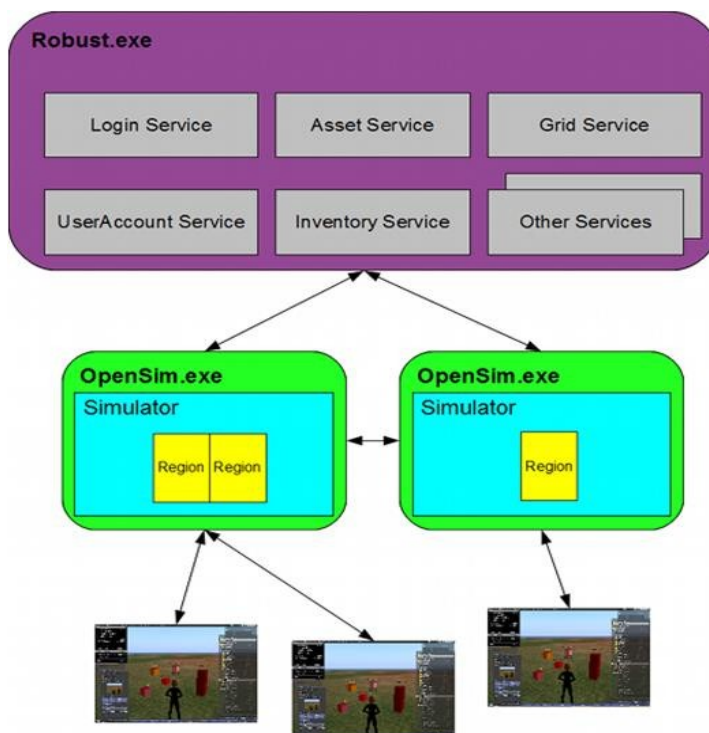 Robust.exe
Login Service
Asset Service
Grid Service
UserAccount Service
Inventory Service
Other Services
OpenSim.exe
Simulator
Region
Region
OpenSim.exe
Simulator
Region